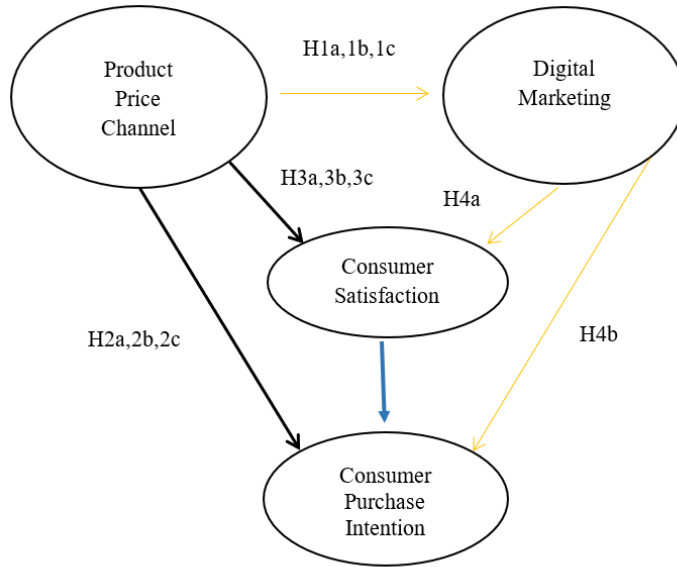 Product
Price
Channel
H1a,1b,1c
Digital
Marketing
H3a,3b,3c
H4a
Consumer
Satisfaction
H2a,2b,2c
H4b
Consumer
Purchase
Intention